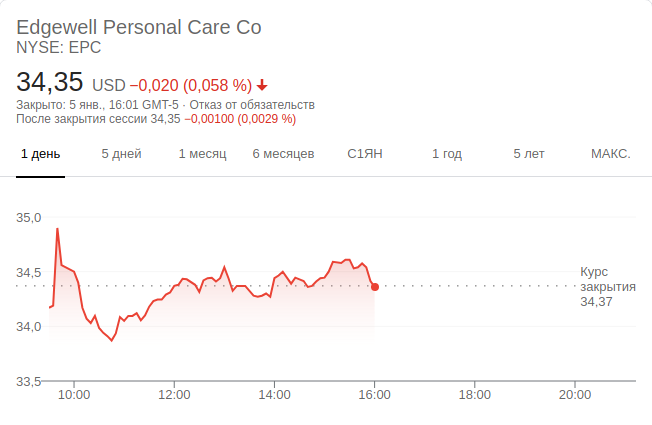 Edgewell Personal Care Co
NYSE: EPC
34,35 USD −0,020 (0,058 %)
Закрыто: 5 янв., 16:01 GMT-5 · Отказ от обязательств
После закрытия сессии 34,35 −0,00100 (0,0029 %)
1 день 5 дней 1 месяц 6 месяцев С1ЯН 1 год 5 лет МАКС.
35,0
34,5
34,0
33,5
Курс
закрытия
34,37
10:00 12:00 14:00 16:00 18:00 20:00